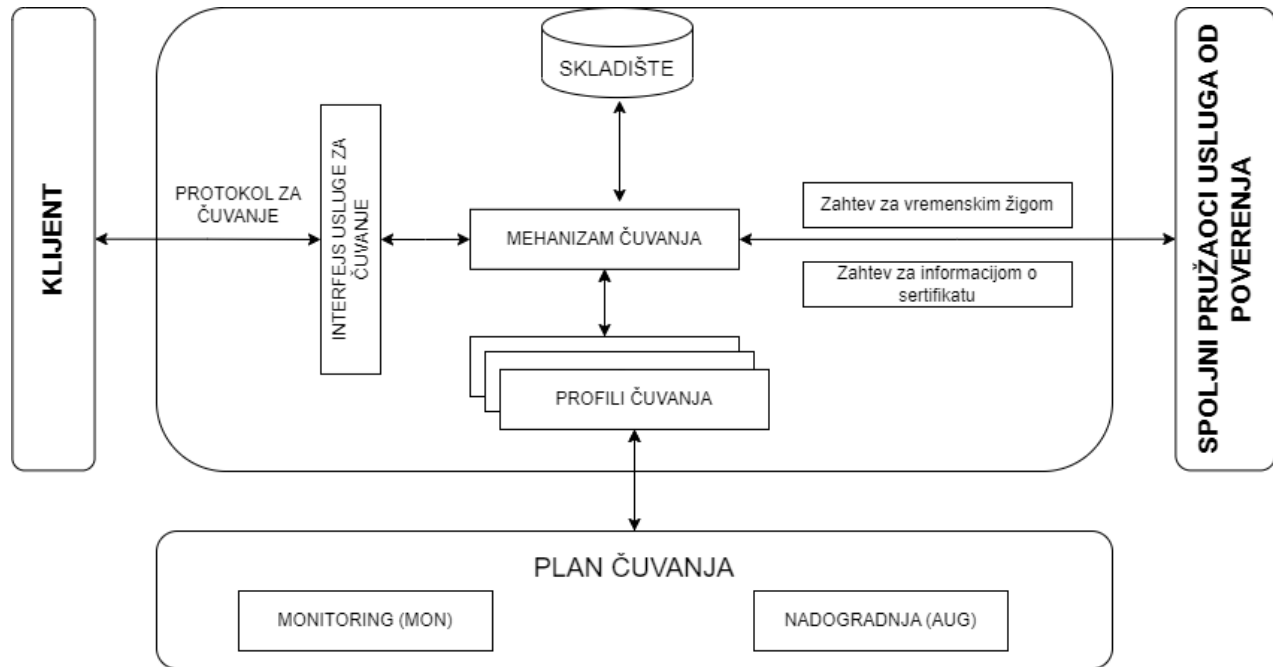 KLIJENT
PROTOKOL ZA
ČUVANJE
INTERFEJS USLUGE ZA
ČUVANJE
SKLADIŠTE
MEHANIZAM ČUVANJA
PROFILI ČUVANJA
Zahtev za vremenskim žigom
Zahtev za informacijom o
sertifikatu
SPOLJNI PRUŽAOCI USLUGA OD
POVERENJA
PLAN ČUVANJA
MONITORING (MON)
NADOGRADNJA (AUG)